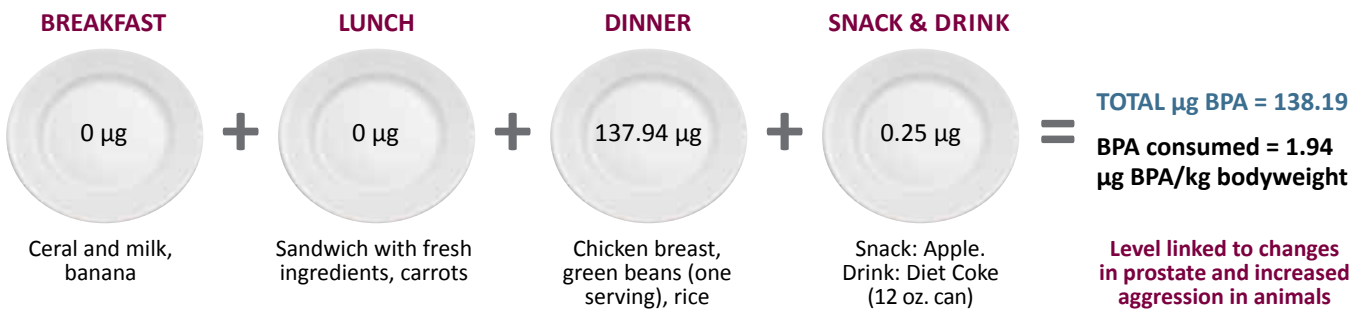 BREAKFAST
0 µg
Ceral and milk,
banana
+
LUNCH
0 µg
Sandwich with fresh
ingredients, carrots
+
DINNER
137.94 µg
Chicken breast,
green beans (one
serving), rice
+
SNACK & DRINK
0.25 µg
Snack: Apple.
Drink: Diet Coke
(12 oz. can)
=
TOTAL µg BPA = 138.19
BPA consumed = 1.94
µg BPA/kg bodyweight
Level linked to changes
in prostate and increased
aggression in animals